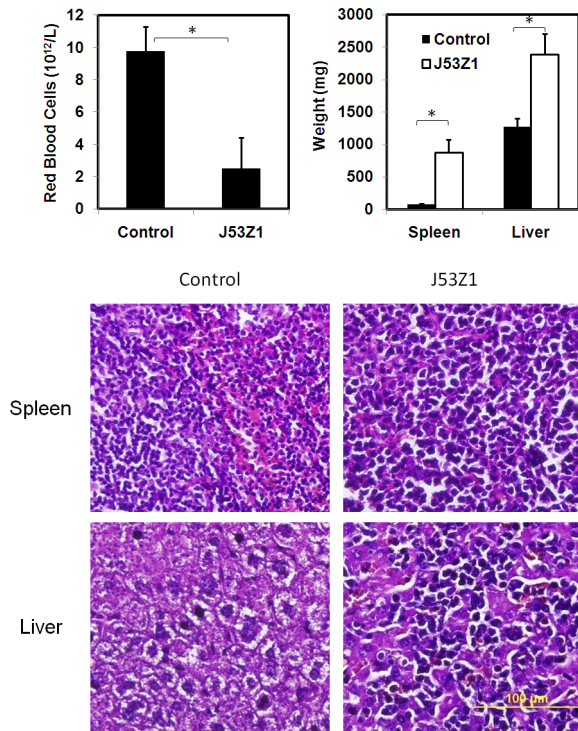 Red Blood Cells (10¹²/L)
12
10
8
6
4
2
0
*
Control J53Z1
Weight (mg)
3000
2500
2000
1500
1000
500
0
Control
J53Z1
*
*
Spleen Liver
Control J53Z1
Spleen
Liver
100 µm